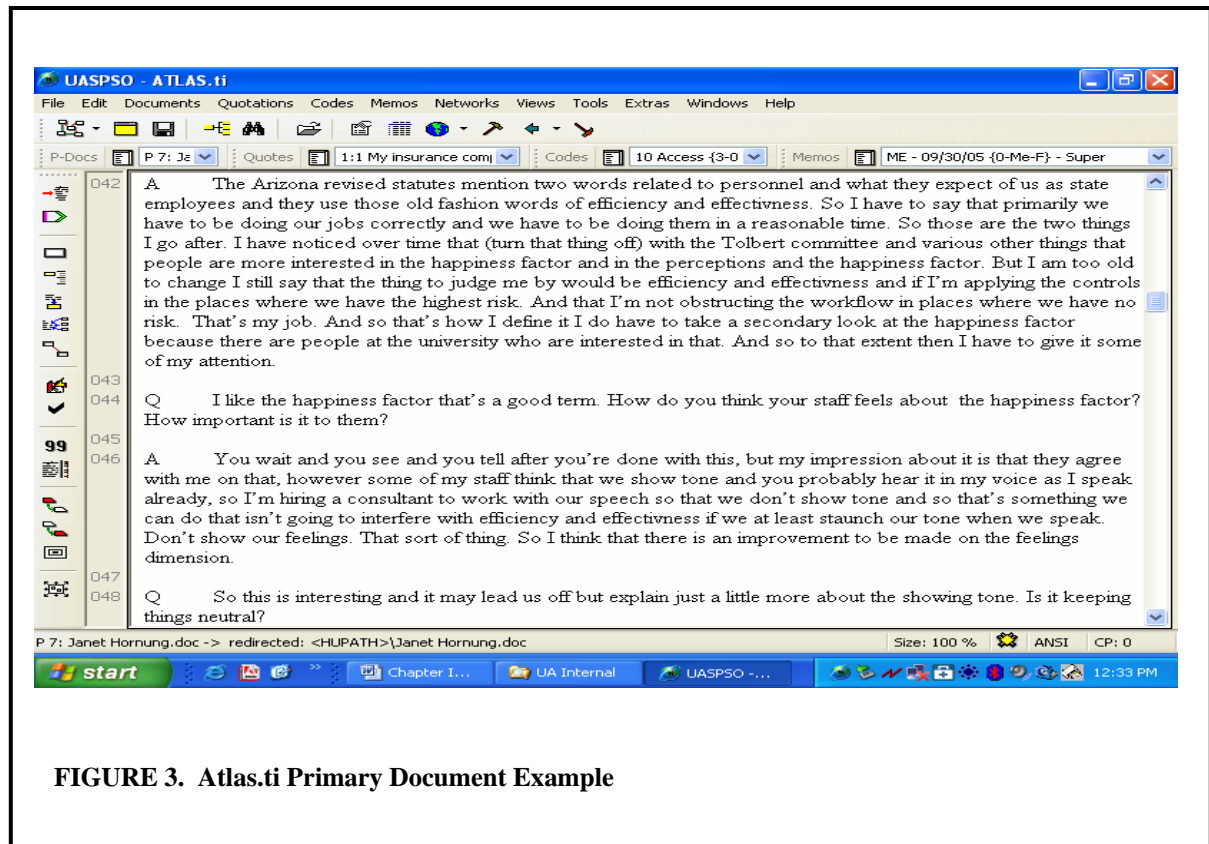 UASPSO - ATLAS.ti
File Edit Documents Quotations Codes Memos Networks Views Tools Extras Windows Help
P-Docs P 7: Ja Quotes 1:1 My insurance comp Codes 10 Access {3-0 Memos ME - 09/30/05 {0-Me-F} - Super
042 A The Arizona revised statutes mention two words related to personnel and what they expect of us as state
employees and they use those old fashion words of efficiency and effectivness. So I have to say that primarily we
have to be doing our jobs correctly and we have to be doing them in a reasonable time. So those are the two things
I go after. I have noticed over time that (turn that thing off) with the Tolbert committee and various other things that
people are more interested in the happiness factor and in the perceptions and the happiness factor. But I am too old
to change I still say that the thing to judge me by would be efficiency and effectivness and if I'm applying the controls
in the places where we have the highest risk. And that I'm not obstructing the workflow in places where we have no
risk. That's my job. And so that's how I define it I do have to take a secondary look at the happiness factor
because there are people at the university who are interested in that. And so to that extent then I have to give it some
of my attention.
043
044 Q I like the happiness factor that's a good term. How do you think your staff feels about the happiness factor?
How important is it to them?
045
046 A You wait and you see and you tell after you're done with this, but my impression about it is that they agree
with me on that, however some of my staff think that we show tone and you probably hear it in my voice as I speak
already, so I'm hiring a consultant to work with our speech so that we don't show tone and so that's something we
can do that isn't going to interfere with efficiency and effectivness if we at least staunch our tone when we speak.
Don't show our feelings. That sort of thing. So I think that there is an improvement to be made on the feelings
dimension.
047
048 Q So this is interesting and it may lead us off but explain just a little more about the showing tone. Is it keeping
things neutral?
P 7: Janet Hornung.doc -> redirected: <HUPATH>\Janet Hornung.doc Size: 100 % ANSI CP: 0
start Chapter I... UA Internal UASPSO -... 12:33 PM
FIGURE 3. Atlas.ti Primary Document Example